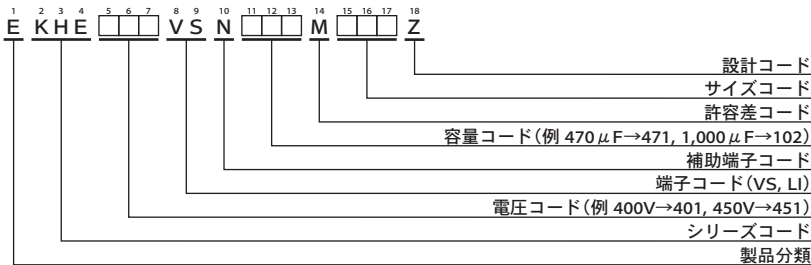 1 2 3 4 5 6 7 8 9 10 11 12 13 14 15 16 17 18
E KHE □□□ VS N □□□ M □□□ Z
設計コード
サイズコード
許容差コード
容量コード(例 470μF→471, 1,000μF→102)
補助端子コード
端子コード(VS, LI)
電圧コード(例 400V→401, 450V→451)
シリーズコード
製品分類